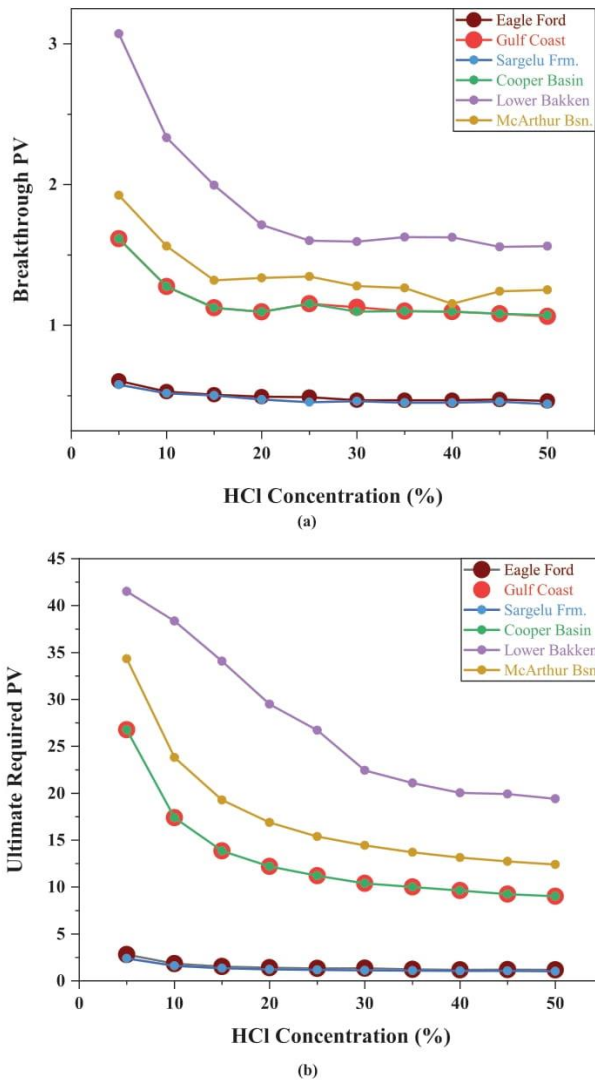 3
2
1
Breakthrough PV
Eagle Ford
Gulf Coast
Sargelu Frm.
Cooper Basin
Lower Bakken
McArthur Bsn.
0 10 20 30 40 50
HCl Concentration (%)
(a)
45
40
35
30
25
20
15
10
5
0
Ultimate Required PV
Eagle Ford
Gulf Coast
Sargelu Frm.
Cooper Basin
Lower Bakken
McArthur Bsn
0 10 20 30 40 50
HCl Concentration (%)
(b)